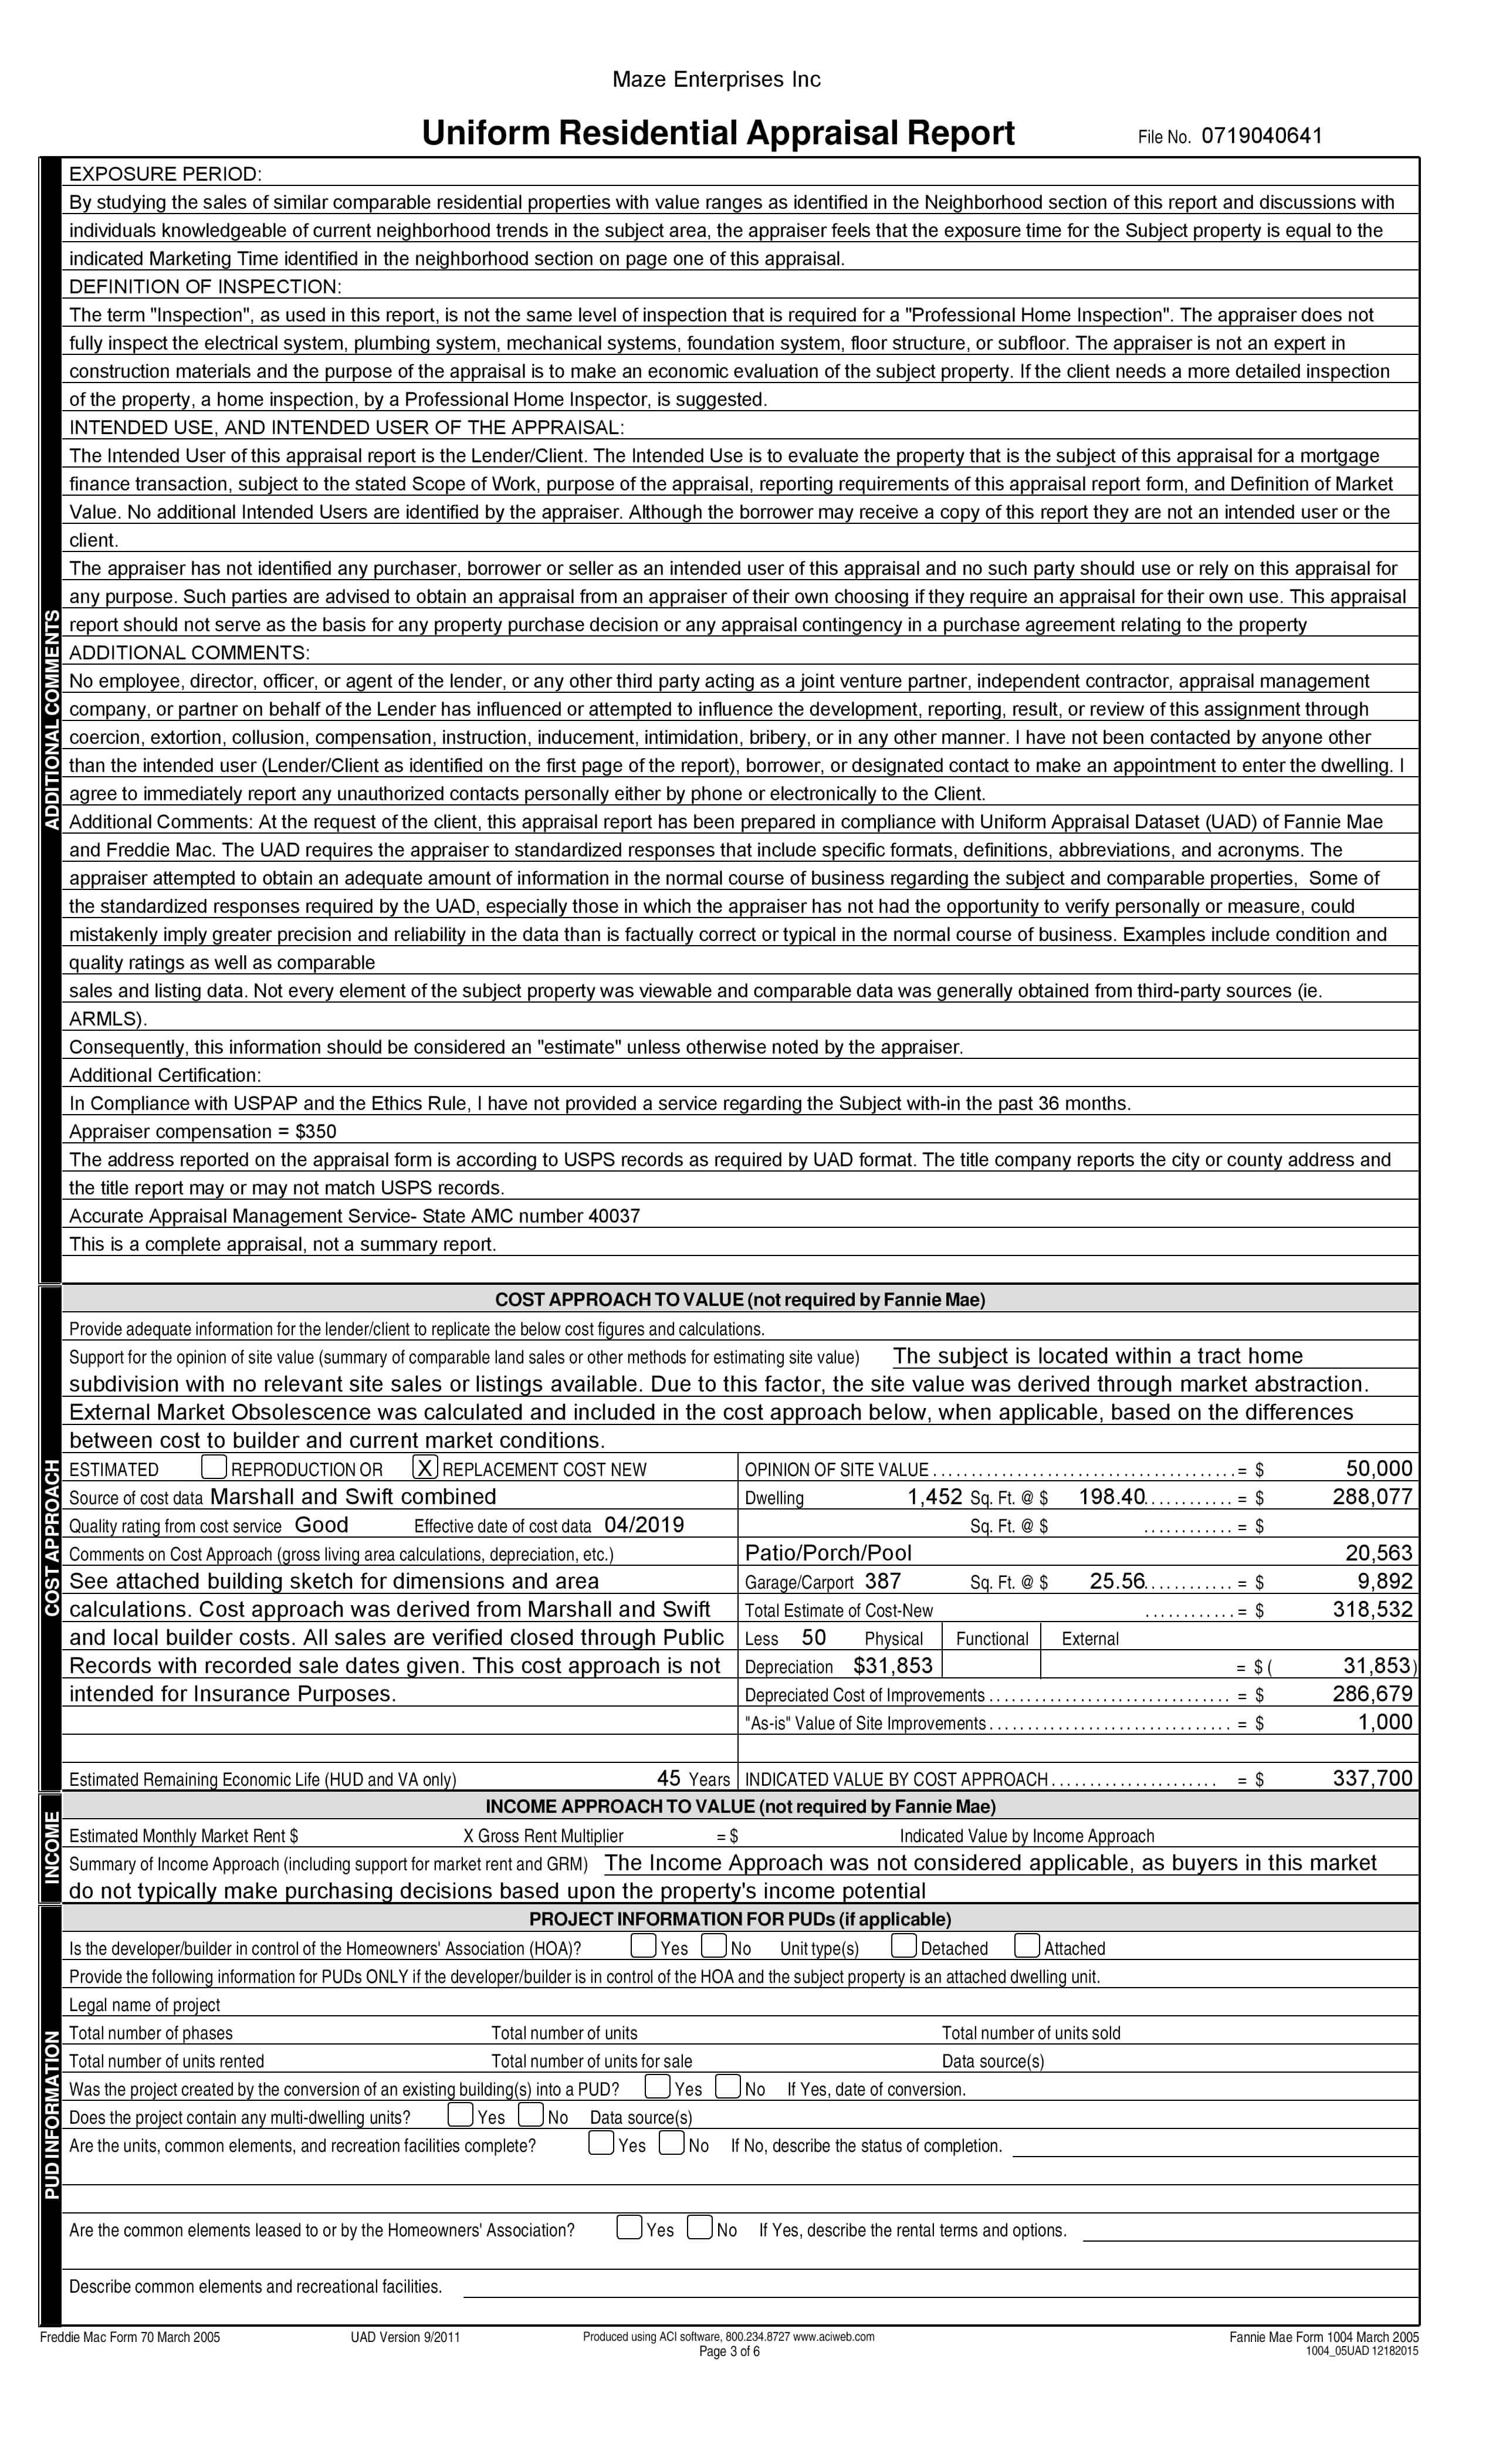 Maze Enterprises Inc
Uniform Residential Appraisal Report File No. 0719040641
EXPOSURE PERIOD:
By studying the sales of similar comparable residential properties with value ranges as identified in the Neighborhood section of this report and discussions with
individuals knowledgeable of current neighborhood trends in the subject area, the appraiser feels that the exposure time for the Subject property is equal to the
indicated Marketing Time identified in the neighborhood section on page one of this appraisal.
DEFINITION OF INSPECTION:
The term "Inspection", as used in this report, is not the same level of inspection that is required for a "Professional Home Inspection". The appraiser does not
fully inspect the electrical system, plumbing system, mechanical systems, foundation system, floor structure, or subfloor. The appraiser is not an expert in
construction materials and the purpose of the appraisal is to make an economic evaluation of the subject property. If the client needs a more detailed inspection
of the property, a home inspection, by a Professional Home Inspector, is suggested.
INTENDED USE, AND INTENDED USER OF THE APPRAISAL:
The Intended User of this appraisal report is the Lender/Client. The Intended Use is to evaluate the property that is the subject of this appraisal for a mortgage
finance transaction, subject to the stated Scope of Work, purpose of the appraisal, reporting requirements of this appraisal report form, and Definition of Market
Value. No additional Intended Users are identified by the appraiser. Although the borrower may receive a copy of this report they are not an intended user or the
client.
The appraiser has not identified any purchaser, borrower or seller as an intended user of this appraisal and no such party should use or rely on this appraisal for
any purpose. Such parties are advised to obtain an appraisal from an appraiser of their own choosing if they require an appraisal for their own use. This appraisal
report should not serve as the basis for any property purchase decision or any appraisal contingency in a purchase agreement relating to the property
ADDITIONAL COMMENTS:
No employee, director, officer, or agent of the lender, or any other third party acting as a joint venture partner, independent contractor, appraisal management
company, or partner on behalf of the Lender has influenced or attempted to influence the development, reporting, result, or review of this assignment through
coercion, extortion, collusion, compensation, instruction, inducement, intimidation, bribery, or in any other manner. I have not been contacted by anyone other
than the intended user (Lender/Client as identified on the first page of the report), borrower, or designated contact to make an appointment to enter the dwelling. I
agree to immediately report any unauthorized contacts personally either by phone or electronically to the Client.
Additional Comments: At the request of the client, this appraisal report has been prepared in compliance with Uniform Appraisal Dataset (UAD) of Fannie Mae
and Freddie Mac. The UAD requires the appraiser to standardized responses that include specific formats, definitions, abbreviations, and acronyms. The
appraiser attempted to obtain an adequate amount of information in the normal course of business regarding the subject and comparable properties, Some of
the standardized responses required by the UAD, especially those in which the appraiser has not had the opportunity to verify personally or measure, could
mistakenly imply greater precision and reliability in the data than is factually correct or typical in the normal course of business. Examples include condition and
quality ratings as well as comparable
sales and listing data. Not every element of the subject property was viewable and comparable data was generally obtained from third-party sources (ie.
ARMLS).
Consequently, this information should be considered an "estimate" unless otherwise noted by the appraiser.
Additional Certification:
In Compliance with USPAP and the Ethics Rule, I have not provided a service regarding the Subject with-in the past 36 months.
Appraiser compensation = $350
The address reported on the appraisal form is according to USPS records as required by UAD format. The title company reports the city or county address and
the title report may or may not match USPS records.
Accurate Appraisal Management Service- State AMC number 40037
This is a complete appraisal, not a summary report.
ADDITIONAL COMMENTS
COST APPROACH TO VALUE (not required by Fannie Mae)
Provide adequate information for the lender/client to replicate the below cost figures and calculations.
Support for the opinion of site value (summary of comparable land sales or other methods for estimating site value) The subject is located within a tract home
subdivision with no relevant site sales or listings available. Due to this factor, the site value was derived through market abstraction.
External Market Obsolescence was calculated and included in the cost approach below, when applicable, based on the differences
between cost to builder and current market conditions.
ESTIMATED REPRODUCTION OR X REPLACEMENT COST NEW OPINION OF SITE VALUE ........................................ = $ 50,000
Source of cost data Marshall and Swift combined Dwelling 1,452 Sq. Ft. @ $ 198.40 ............ = $ 288,077
Quality rating from cost service Good Effective date of cost data 04/2019 Sq. Ft. @ $ ............ = $
Comments on Cost Approach (gross living area calculations, depreciation, etc.) Patio/Porch/Pool 20,563
See attached building sketch for dimensions and area Garage/Carport 387 Sq. Ft. @ $ 25.56 ............ = $ 9,892
calculations. Cost approach was derived from Marshall and Swift Total Estimate of Cost-New ............ = $ 318,532
and local builder costs. All sales are verified closed through Public Less 50 Physical Functional External
Records with recorded sale dates given. This cost approach is not Depreciation $31,853 = $ ( 31,853)
intended for Insurance Purposes. Depreciated Cost of Improvements ................................ = $ 286,679
"As-is" Value of Site Improvements ................................ = $ 1,000
Estimated Remaining Economic Life (HUD and VA only) 45 Years INDICATED VALUE BY COST APPROACH ...................... = $ 337,700
COST APPROACH
INCOME APPROACH TO VALUE (not required by Fannie Mae)
Estimated Monthly Market Rent $ X Gross Rent Multiplier = $ Indicated Value by Income Approach
Summary of Income Approach (including support for market rent and GRM) The Income Approach was not considered applicable, as buyers in this market
do not typically make purchasing decisions based upon the property's income potential
INCOME
PROJECT INFORMATION FOR PUDs (if applicable)
Is the developer/builder in control of the Homeowners' Association (HOA)? Yes No Unit type(s) Detached Attached
Provide the following information for PUDs ONLY if the developer/builder is in control of the HOA and the subject property is an attached dwelling unit.
Legal name of project
Total number of phases Total number of units Total number of units sold
Total number of units rented Total number of units for sale Data source(s)
Was the project created by the conversion of an existing building(s) into a PUD? Yes No If Yes, date of conversion.
Does the project contain any multi-dwelling units? Yes No Data source(s)
Are the units, common elements, and recreation facilities complete? Yes No If No, describe the status of completion.
Are the common elements leased to or by the Homeowners' Association? Yes No If Yes, describe the rental terms and options.
Describe common elements and recreational facilities.
PUD INFORMATION
Freddie Mac Form 70 March 2005 UAD Version 9/2011 Produced using ACI software, 800.234.8727 www.aciweb.com Fannie Mae Form 1004 March 2005
Page 3 of 6 1004_05UAD 12182015